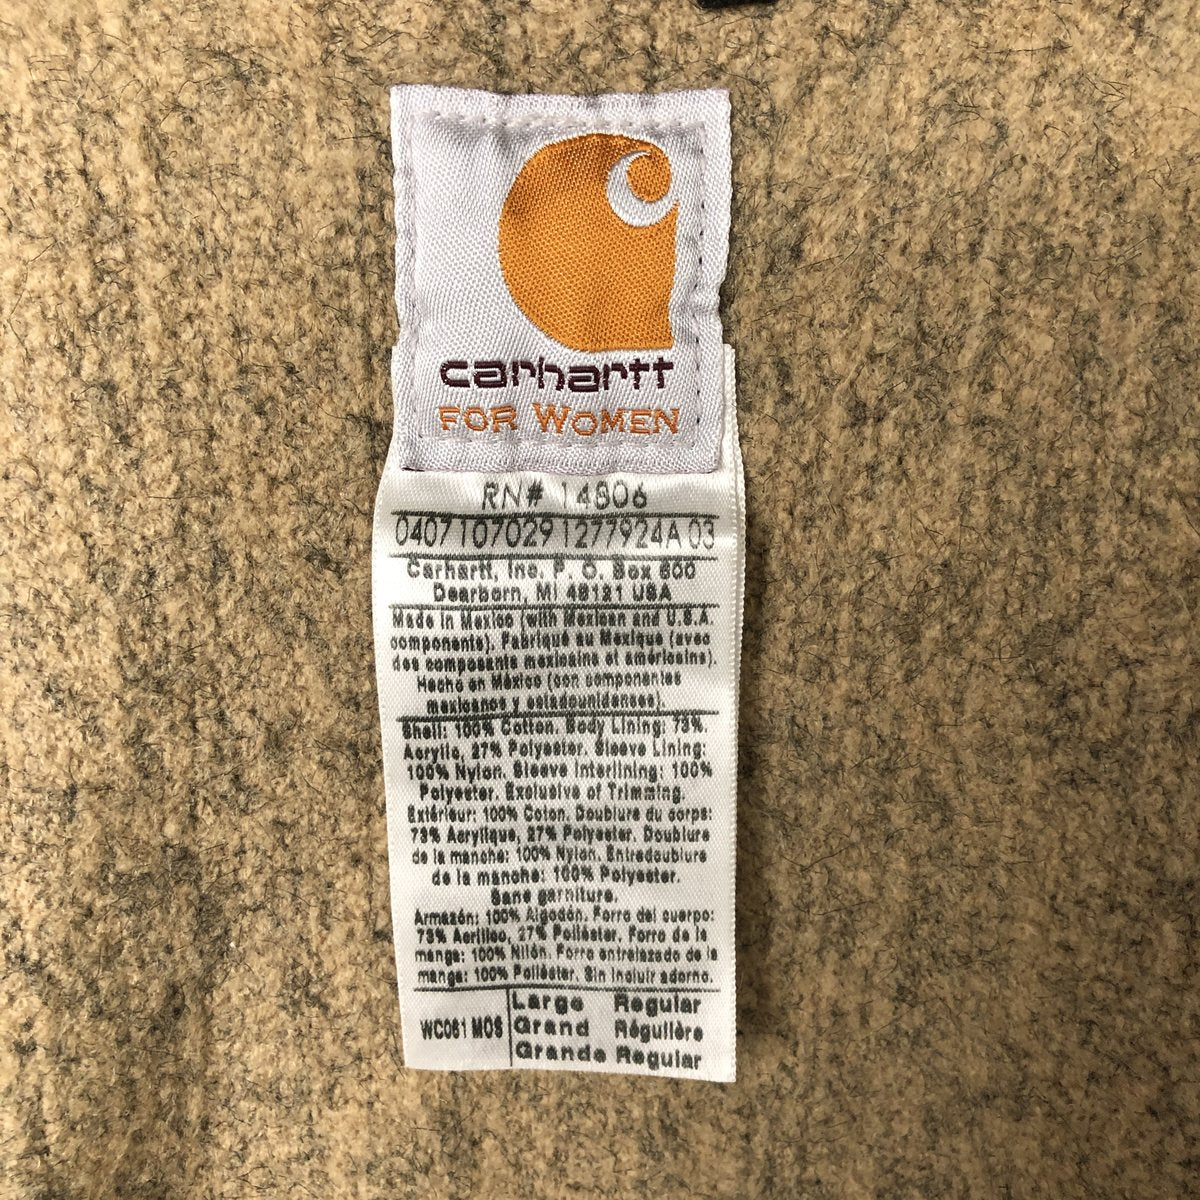 carhartt
FOR WOMEN
RN# 14806
0407107029 1277924A 03
Carhartt, Inc. P. O. Box 600
Dearborn, MI 48121 USA
Made in Mexico (with Mexican and U.S.A.
components). Fabriqué au Mexique (avec
des composants mexicains et américains).
Hecho en México (con componentes
mexicanos y estadounidenses).
Shell: 100% Cotton. Body Lining: 73%
Acrylic, 27% Polyester. Sleeve Lining:
100% Nylon. Sleeve Interlining: 100%
Polyester. Exclusive of Trimming.
Extérieur: 100% Coton. Doublure du corps:
73% Acrylique, 27% Polyester. Doublure
de la manche: 100% Nylon. Entredoublure
de la manche: 100% Polyester.
Sans garniture.
Armazón: 100% Algodón. Forro del cuerpo:
73% Acrílico, 27% Poliéster. Forro de la
manga: 100% Nilón. Forro entrelazado de la
manga: 100% Poliéster. Sin incluir adorno.
WC061 MOS
Large Regular
Grand Régulière
Grande Regular